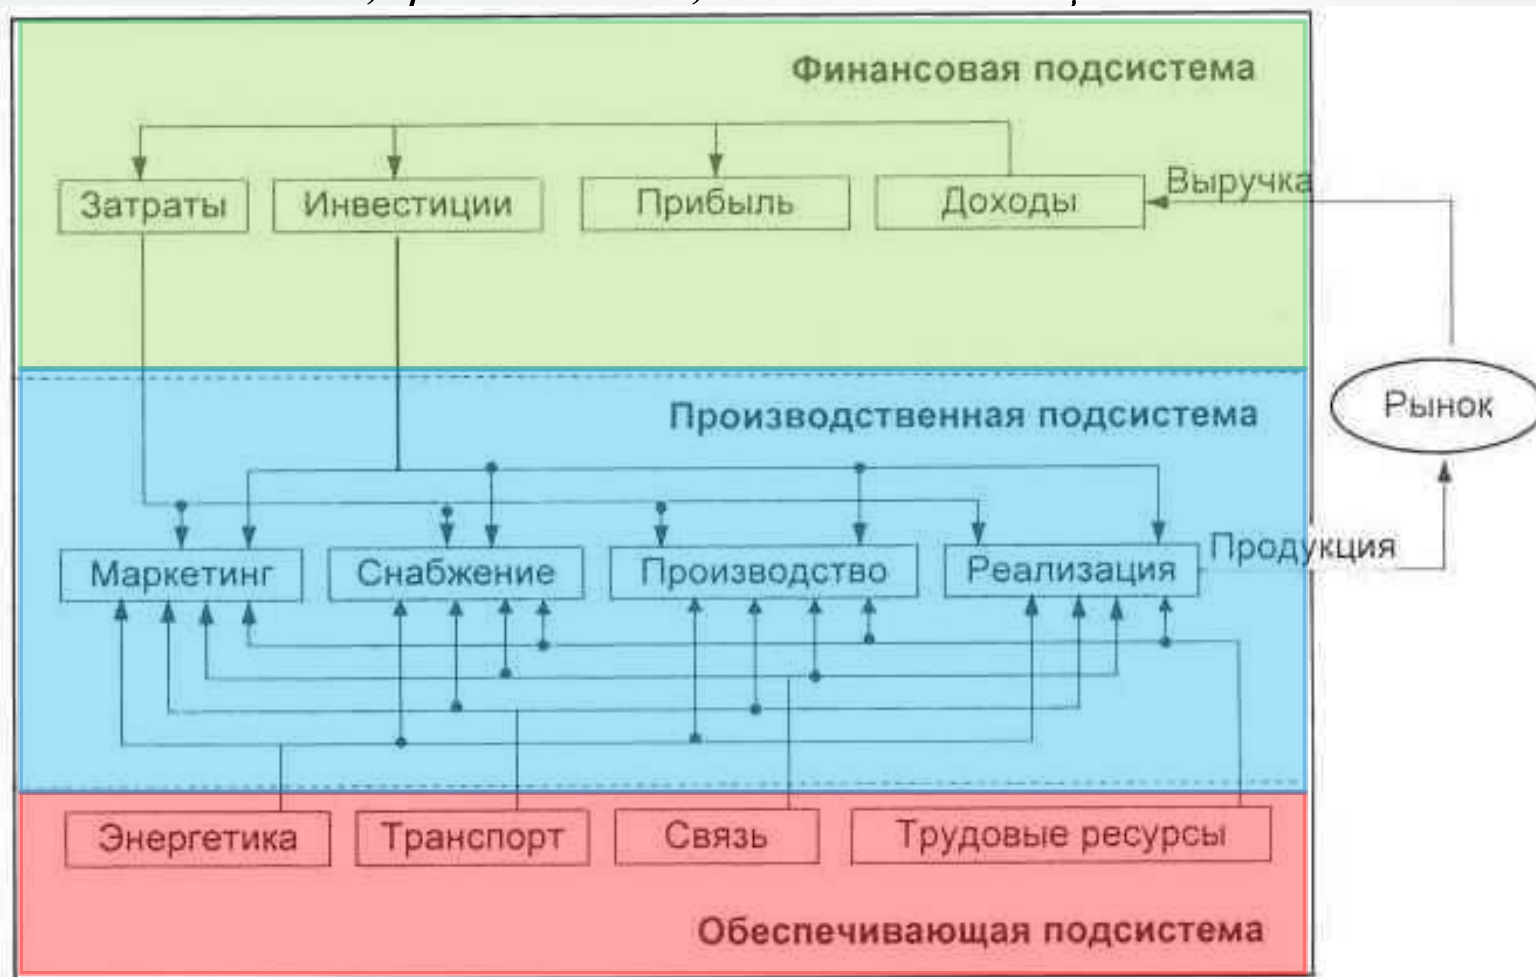 Финансовая подсистема
Затраты
Инвестиции
Прибыль
Доходы
Выручка
Рынок
Производственная подсистема
Маркетинг
Снабжение
Производство
Реализация
Продукция
Энергетика
Транспорт
Связь
Трудовые ресурсы
Обеспечивающая подсистема